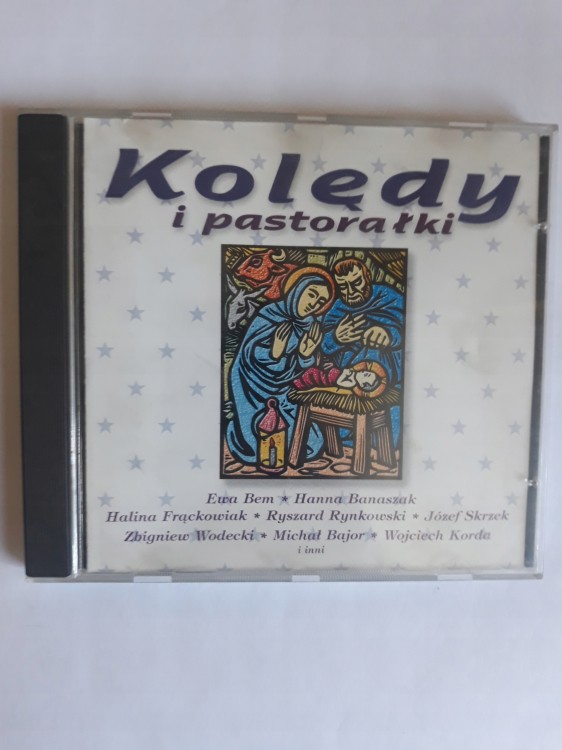 Kolędy
i pastorałki
Ewa Bem ★ Hanna Banaszak
Halina Frąckowiak ★ Ryszard Rynkowski ★ Józef Skrzek
Zbigniew Wodecki ★ Michał Bajor ★ Wojciech Korda
i inni